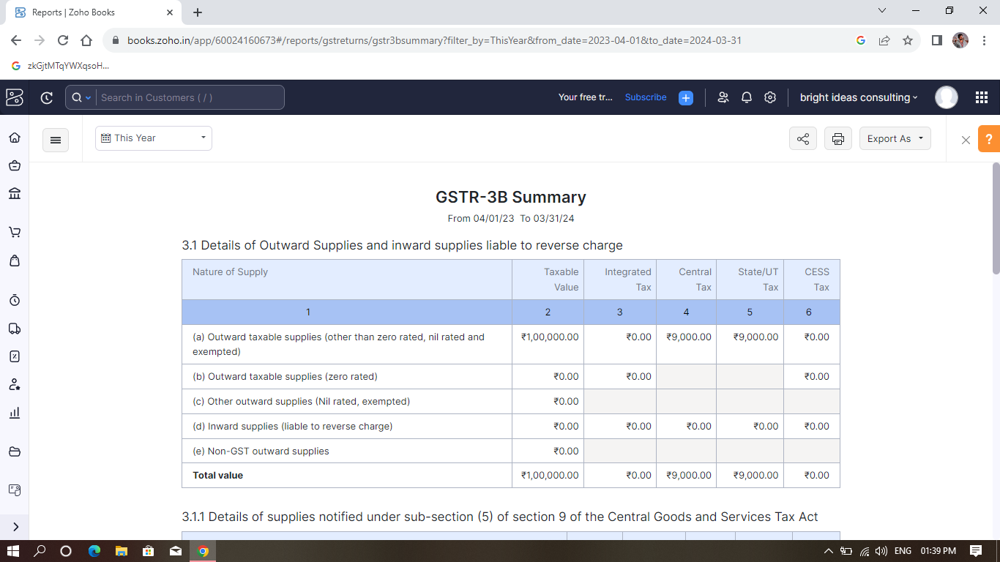 Reports | Zoho Books
books.zoho.in/app/60024160673#/reports/gstreturns/gstr3bsummary?filter_by=ThisYear&from_date=2023-04-01&to_date=2024-03-31
zkGjtMTqYWXqsoH...
Search in Customers ( / )
Your free tr... Subscribe
bright ideas consulting
This Year
Export As
?
GSTR-3B Summary
From 04/01/23 To 03/31/24
3.1 Details of Outward Supplies and inward supplies liable to reverse charge
Nature of Supply Taxable Value Integrated Tax Central Tax State/UT Tax CESS Tax
1 2 3 4 5 6
(a) Outward taxable supplies (other than zero rated, nil rated and exempted) ₹1,00,000.00 ₹0.00 ₹9,000.00 ₹9,000.00 ₹0.00
(b) Outward taxable supplies (zero rated) ₹0.00 ₹0.00 ₹0.00
(c) Other outward supplies (Nil rated, exempted) ₹0.00
(d) Inward supplies (liable to reverse charge) ₹0.00 ₹0.00 ₹0.00 ₹0.00 ₹0.00
(e) Non-GST outward supplies ₹0.00
Total value ₹1,00,000.00 ₹0.00 ₹9,000.00 ₹9,000.00 ₹0.00
3.1.1 Details of supplies notified under sub-section (5) of section 9 of the Central Goods and Services Tax Act
ENG 01:39 PM